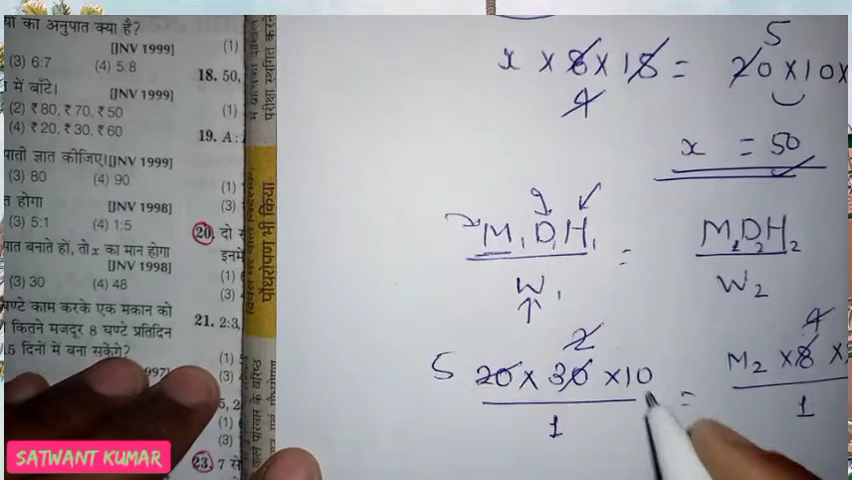 का अनुपात क्या है?
[JNV 1999]
(3) 6:7 (4) 5:8
में बाँटे।
[JNV 1999]
(2) ₹ 80, ₹ 70, ₹ 50
(4) ₹ 20, ₹ 30, ₹ 60
ज्ञात कीजिए।[JNV 1999]
(3) 80 (4) 90
होगा
[JNV 1998]
(3) 5:1 (4) 1:5
बनाते हों, तो x का मान होगा
[JNV 1998]
(3) 30 (4) 48
घण्टे काम करके एक मकान को
कितने मजदूर 8 घण्टे प्रतिदिन
दिनों में बना सकेंगे?
(1)
18. 50,
(1)
19. A:
(1)
(3)
20. दो
इनमें
(1)
(3)
21. 2:3,
(1)
(3)
(1)
(3)
23. 7 से
पौधरोपण भी किया
x × 8 × 15 = 20 × 10 ×
4
5
x = 50
M₁D₁H₁ = M₂D₂H₂
W₁ W₂
5 2 4
20 × 30 × 10 = M₂ × 8 ×
1 1
SATWANT KUMAR